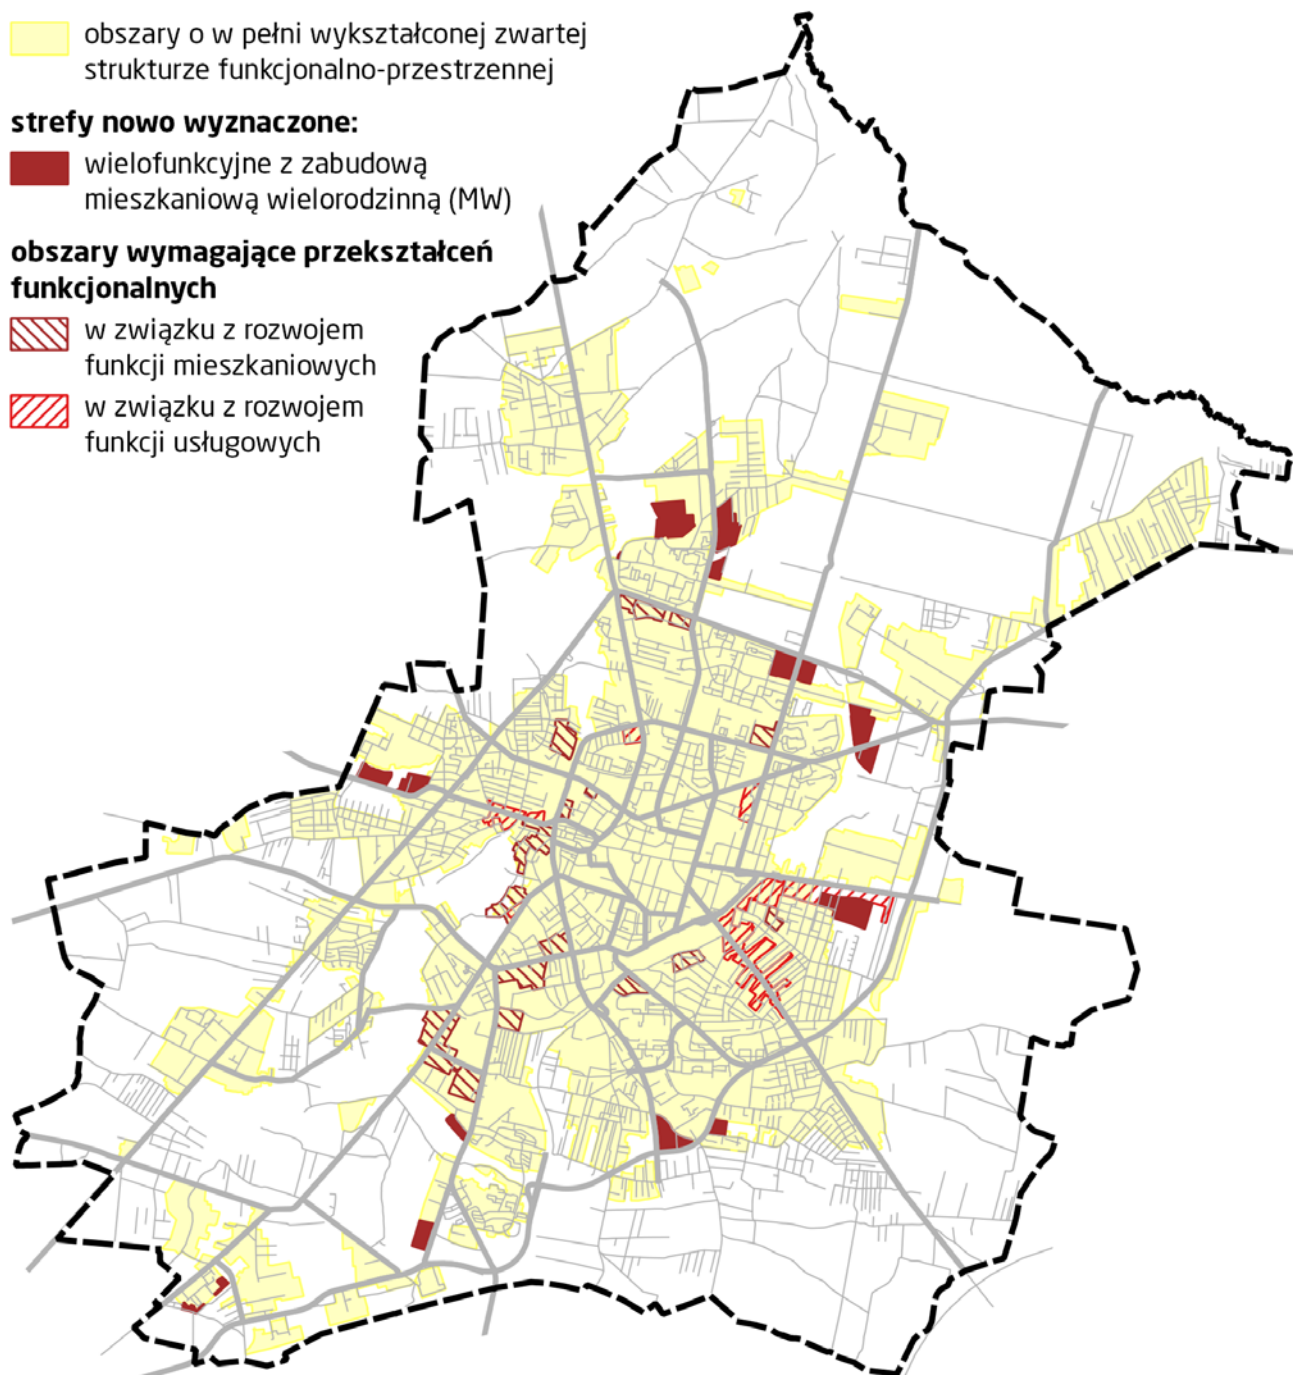 obszary o w pełni wykształconej zwartej
strukturze funkcjonalno-przestrzennej
strefy nowo wyznaczone:
wielofunkcyjne z zabudową
mieszkaniową wielorodzinną (MW)
obszary wymagające przekształceń
funkcjonalnych
w związku z rozwojem
funkcji mieszkaniowych
w związku z rozwojem
funkcji usługowych